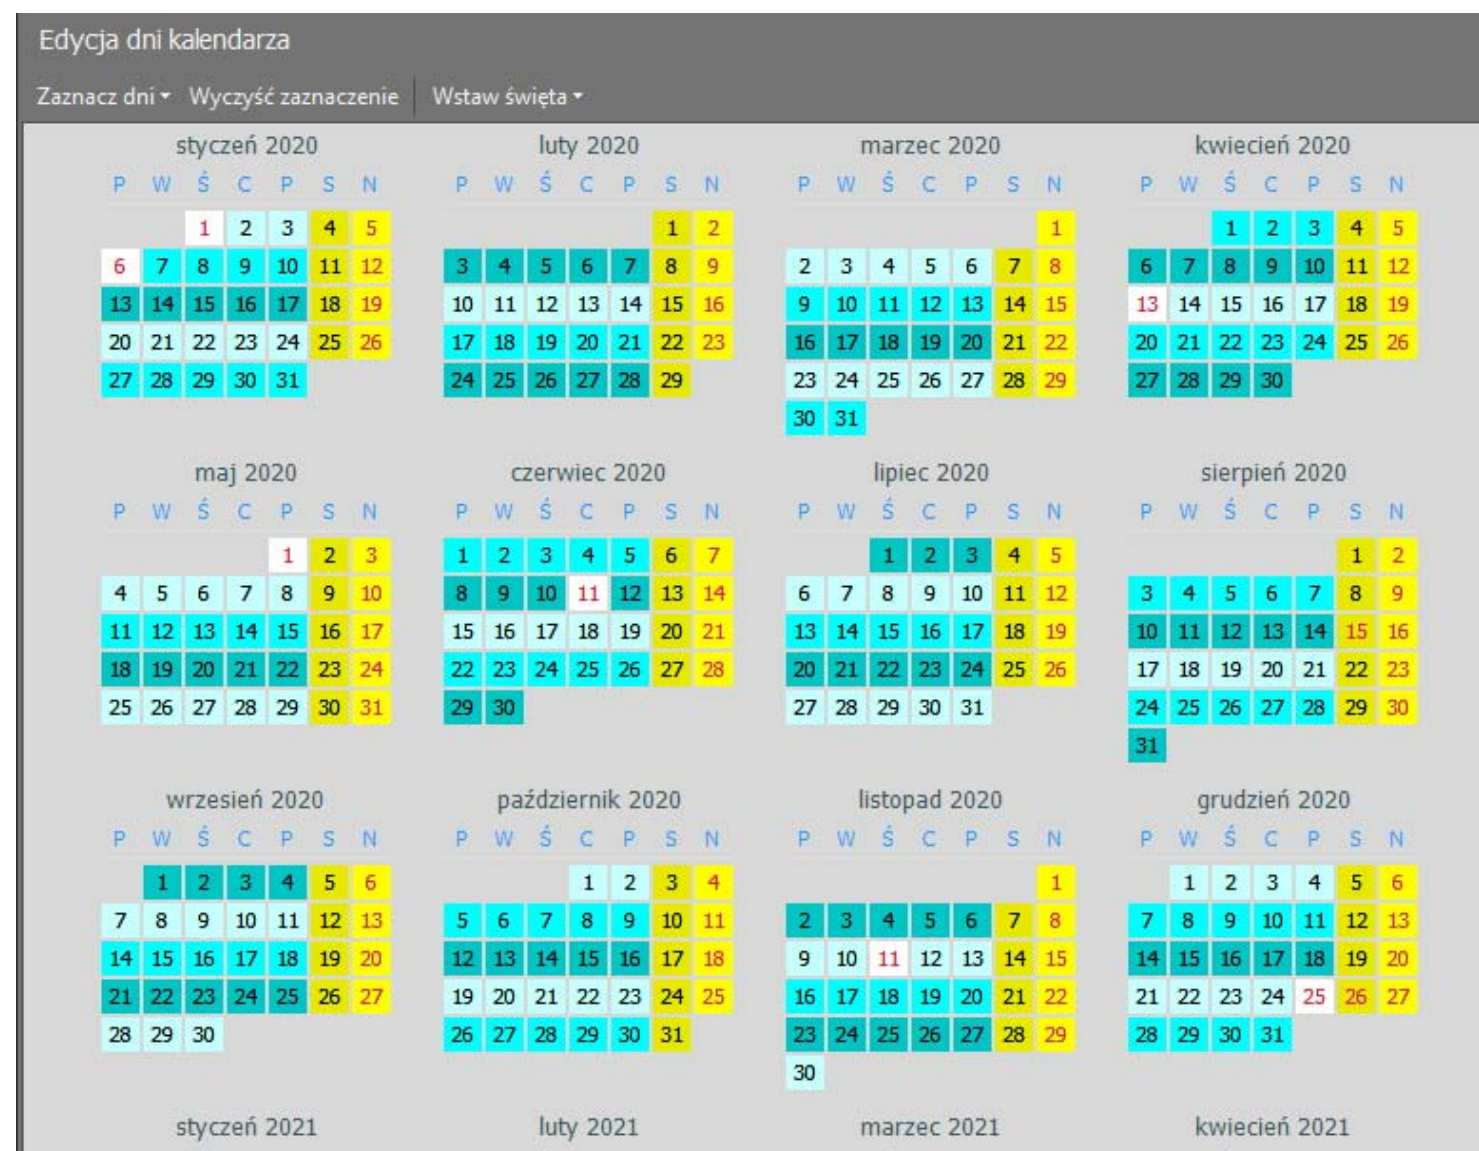 Edycja dni kalendarza
Zaznacz dni Wyczyść zaznaczenie Wstaw święta
styczeń 2020 luty 2020 marzec 2020 kwiecień 2020
P W Ś C P S N P W Ś C P S N P W Ś C P S N P W Ś C P S N
1 2 3 4 5 1 2 1 1 2 3 4 5
6 7 8 9 10 11 12 3 4 5 6 7 8 9 2 3 4 5 6 7 8 6 7 8 9 10 11 12
13 14 15 16 17 18 19 10 11 12 13 14 15 16 9 10 11 12 13 14 15 13 14 15 16 17 18 19
20 21 22 23 24 25 26 17 18 19 20 21 22 23 16 17 18 19 20 21 22 20 21 22 23 24 25 26
27 28 29 30 31 24 25 26 27 28 29 23 24 25 26 27 28 29 27 28 29 30
30 31
maj 2020 czerwiec 2020 lipiec 2020 sierpień 2020
P W Ś C P S N P W Ś C P S N P W Ś C P S N P W Ś C P S N
1 2 3 1 2 3 4 5 6 7 1 2 3 4 5 1 2
4 5 6 7 8 9 10 8 9 10 11 12 13 14 6 7 8 9 10 11 12 3 4 5 6 7 8 9
11 12 13 14 15 16 17 15 16 17 18 19 20 21 13 14 15 16 17 18 19 10 11 12 13 14 15 16
18 19 20 21 22 23 24 22 23 24 25 26 27 28 20 21 22 23 24 25 26 17 18 19 20 21 22 23
25 26 27 28 29 30 31 29 30 27 28 29 30 31 24 25 26 27 28 29 30
31
wrzesień 2020 październik 2020 listopad 2020 grudzień 2020
P W Ś C P S N P W Ś C P S N P W Ś C P S N P W Ś C P S N
1 2 3 4 5 6 1 2 3 4 1 1 2 3 4 5 6
7 8 9 10 11 12 13 5 6 7 8 9 10 11 2 3 4 5 6 7 8 7 8 9 10 11 12 13
14 15 16 17 18 19 20 12 13 14 15 16 17 18 9 10 11 12 13 14 15 14 15 16 17 18 19 20
21 22 23 24 25 26 27 19 20 21 22 23 24 25 16 17 18 19 20 21 22 21 22 23 24 25 26 27
28 29 30 26 27 28 29 30 31 23 24 25 26 27 28 29 28 29 30 31
30
styczeń 2021 luty 2021 marzec 2021 kwiecień 2021